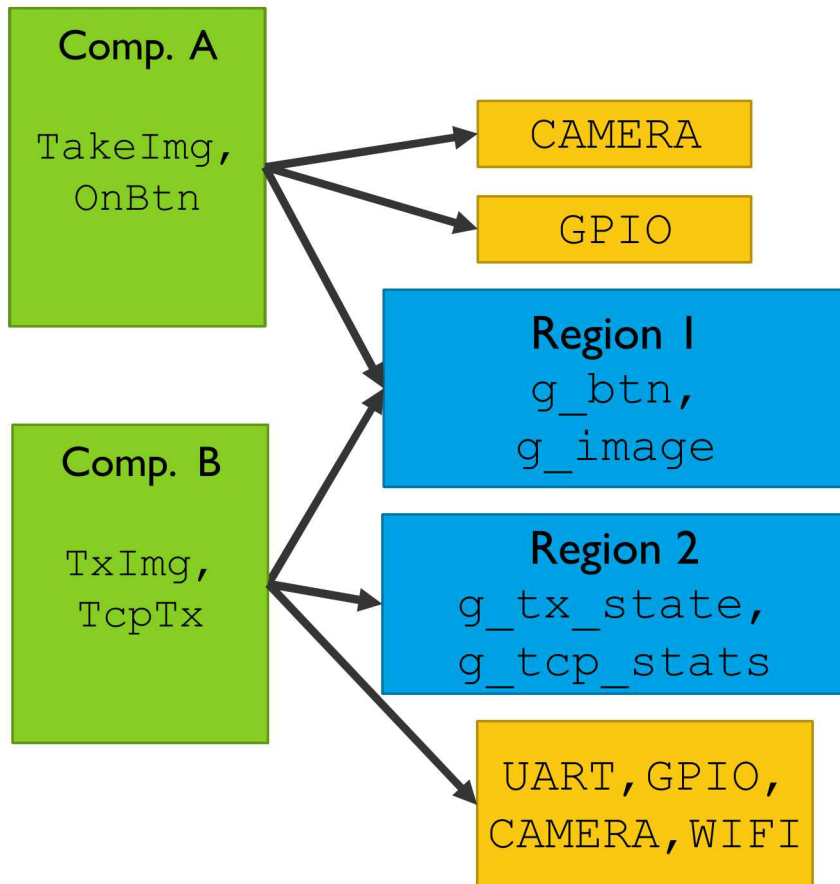 Comp. A
TakeImg,
OnBtn
CAMERA
GPIO
Region 1
g_btn,
g_image
Comp. B
TxImg,
TcpTx
Region 2
g_tx_state,
g_tcp_stats
UART,GPIO,
CAMERA,WIFI